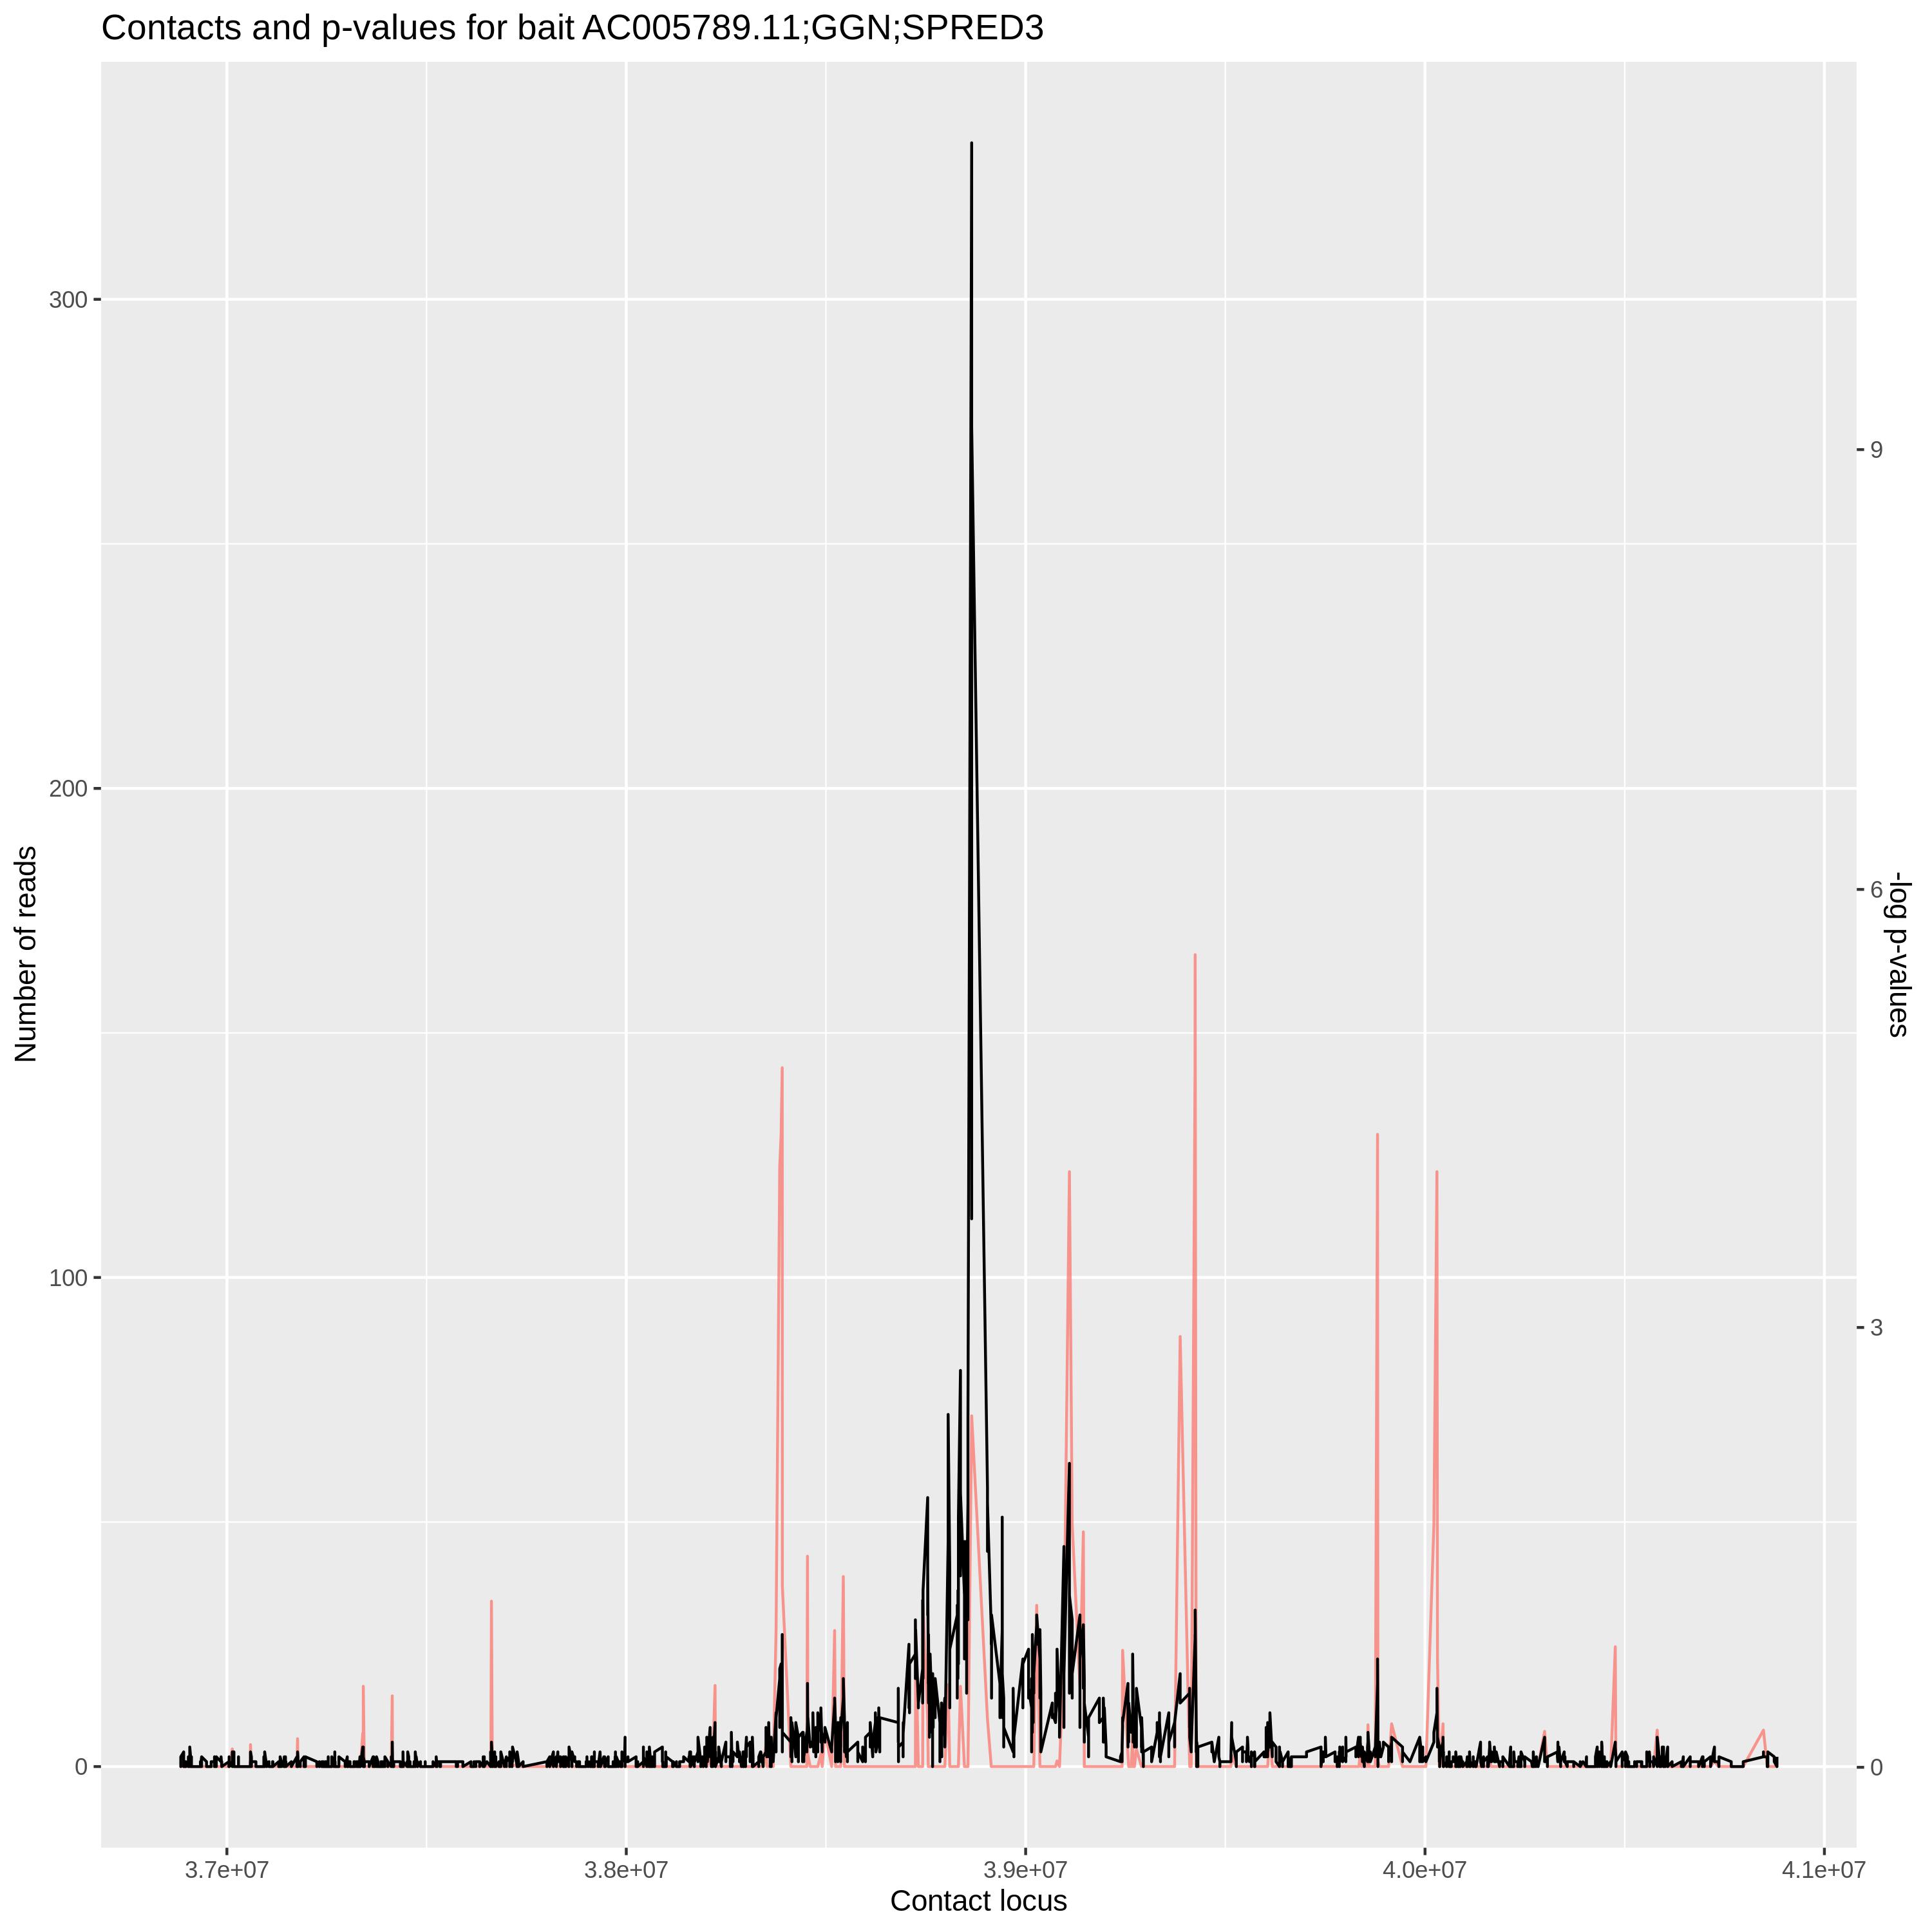 Contacts and p-values for bait AC005789.11;GGN;SPRED3
300
200
100
0
Number of reads
9
6
3
0
-log p-values
3.7e+07 3.8e+07 3.9e+07 4.0e+07 4.1e+07
Contact locus